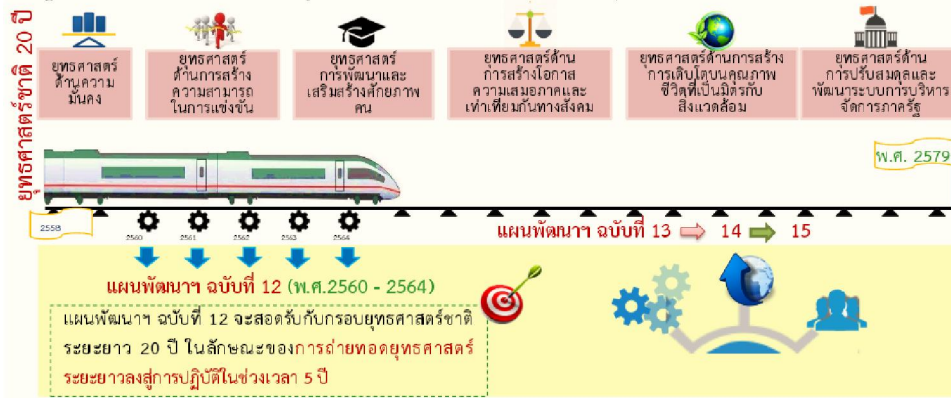 ยุทธศาสตร์ชาติ 20 ปี
ยุทธศาสตร์
ด้านความ
มั่นคง
ยุทธศาสตร์
ด้านการสร้าง
ความสามารถ
ในการแข่งขัน
ยุทธศาสตร์
การพัฒนาและ
เสริมสร้างศักยภาพ
คน
ยุทธศาสตร์ด้าน
การสร้างโอกาส
ความเสมอภาคและ
เท่าเทียมกันทางสังคม
ยุทธศาสตร์ด้านการสร้าง
การเติบโตบนคุณภาพ
ชีวิตที่เป็นมิตรกับ
สิ่งแวดล้อม
ยุทธศาสตร์ด้าน
การปรับสมดุลและ
พัฒนาระบบการบริหาร
จัดการภาครัฐ
พ.ศ. 2579
2558
2560 2561 2562 2563 2564
แผนพัฒนาฯ ฉบับที่ 13 14 15
แผนพัฒนาฯ ฉบับที่ 12 (พ.ศ.2560 - 2564)
แผนพัฒนาฯ ฉบับที่ 12 จะสอดรับกับกรอบยุทธศาสตร์ชาติ
ระยะยาว 20 ปี ในลักษณะของการถ่ายทอดยุทธศาสตร์
ระยะยาวลงสู่การปฏิบัติในช่วงเวลา 5 ปี